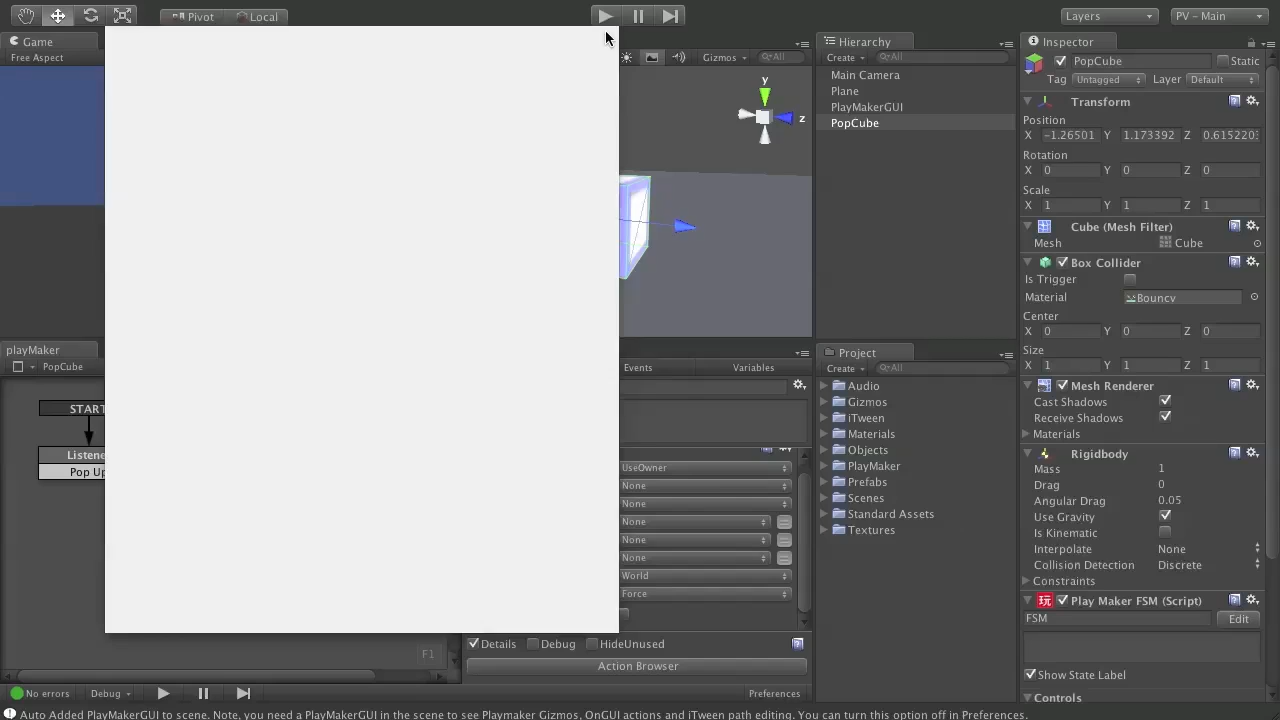 Pivot
Local
Layers
PV - Main
Game
Free Aspect
Gizmos
All
y
z
Hierarchy
Create
All
Main Camera
Plane
PlayMakerGUI
PopCube
Inspector
PopCube
Static
Tag
Untagged
Layer
Default
Transform
Position
X
-1.26501
Y
1.173392
Z
0.615220
Rotation
X
0
Y
0
Z
0
Scale
X
1
Y
1
Z
1
Cube (Mesh Filter)
Mesh
Cube
Box Collider
Is Trigger
Material
Bouncy
Center
X
0
Y
0
Z
0
Size
X
1
Y
1
Z
1
Mesh Renderer
Cast Shadows
Receive Shadows
Materials
Rigidbody
Mass
1
Drag
0
Angular Drag
0.05
Use Gravity
Is Kinematic
Interpolate
None
Collision Detection
Discrete
Constraints
玩
Play Maker FSM (Script)
FSM
Edit
Show State Label
Controls
playMaker
PopCube
START
Listene
Pop Up
F1
Events
Variables
UseOwner
None
None
None
None
None
World
Force
Details
Debug
HideUnused
Action Browser
Project
Create
All
Audio
Gizmos
iTween
Materials
Objects
PlayMaker
Prefabs
Scenes
Standard Assets
Textures
No errors
Debug
Preferences
Auto Added PlayMakerGUI to scene. Note, you need a PlayMakerGUI in the scene to see Playmaker Gizmos, OnGUI actions and iTween path editing. You can turn this option off in Preferences.